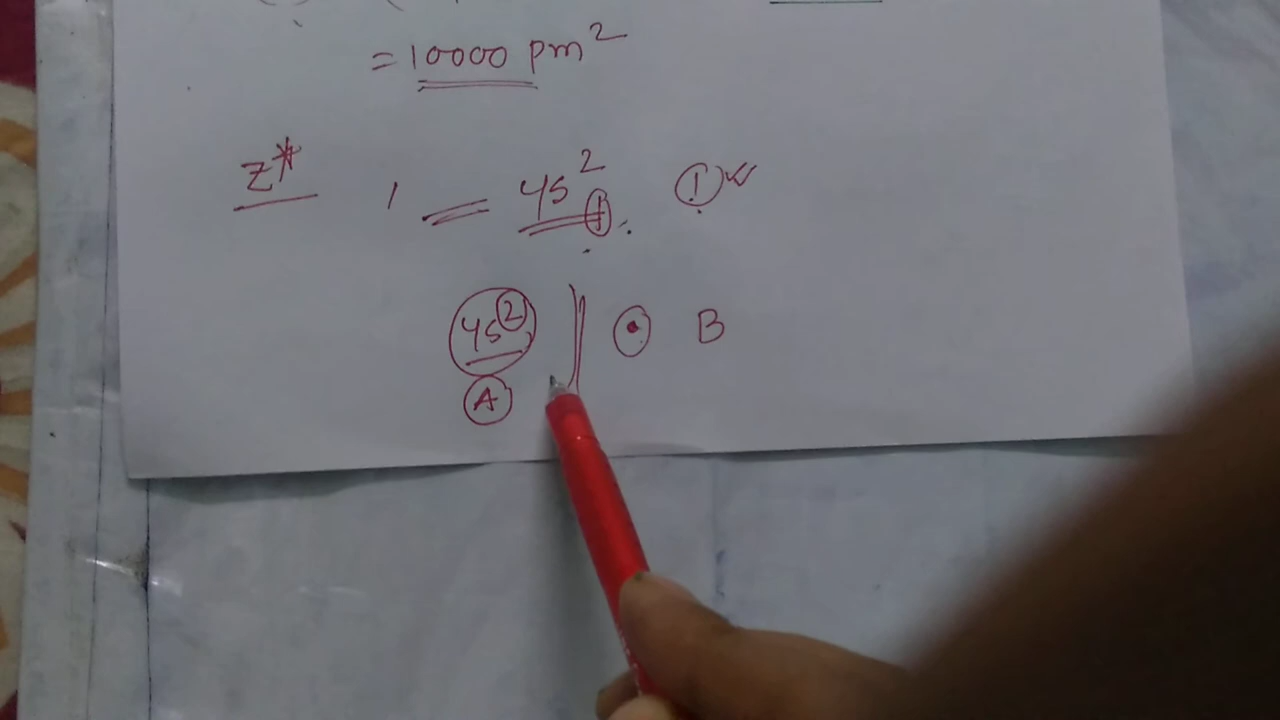 = 10000 pm²
Z* , = 4s² 1 1
4s² B
A